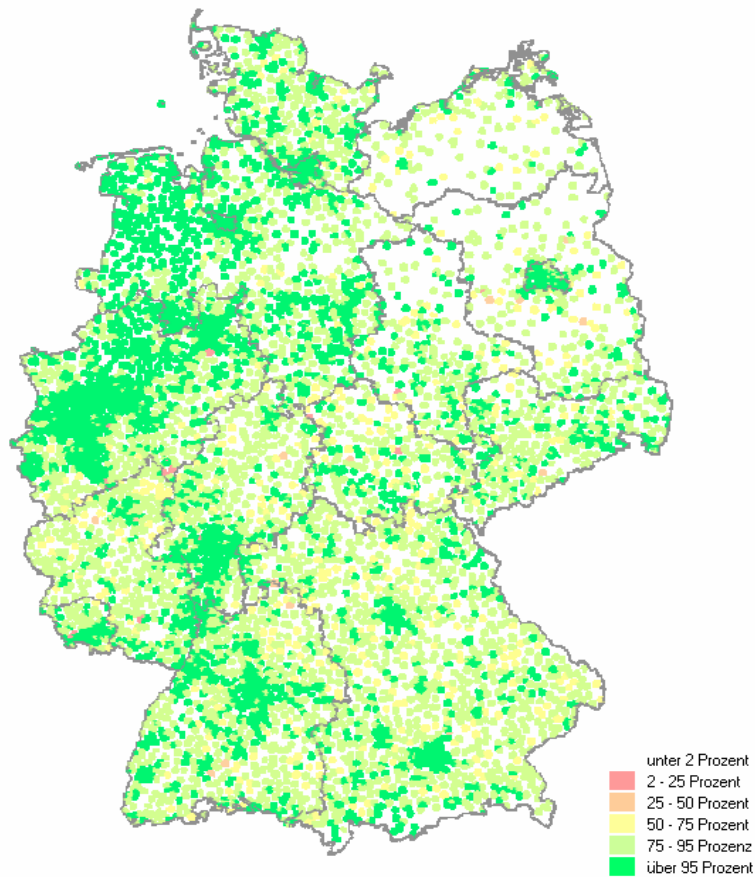 unter 2 Prozent
2 - 25 Prozent
25 - 50 Prozent
50 - 75 Prozent
75 - 95 Prozenz
über 95 Prozent